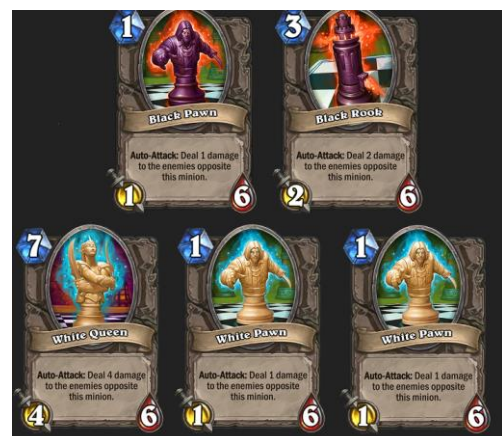 1
3
Black Pawn
Black Rook
Auto-Attack: Deal 1 damage
to the enemies opposite
this minion.
Auto-Attack: Deal 2 damage
to the enemies opposite
this minion.
1
6
2
6
7
1
1
White Queen
White Pawn
White Pawn
Auto-Attack: Deal 4 damage
to the enemies opposite
this minion.
Auto-Attack: Deal 1 damage
to the enemies opposite
this minion.
Auto-Attack: Deal 1 damage
to the enemies opposite
this minion.
4
6
1
6
1
6